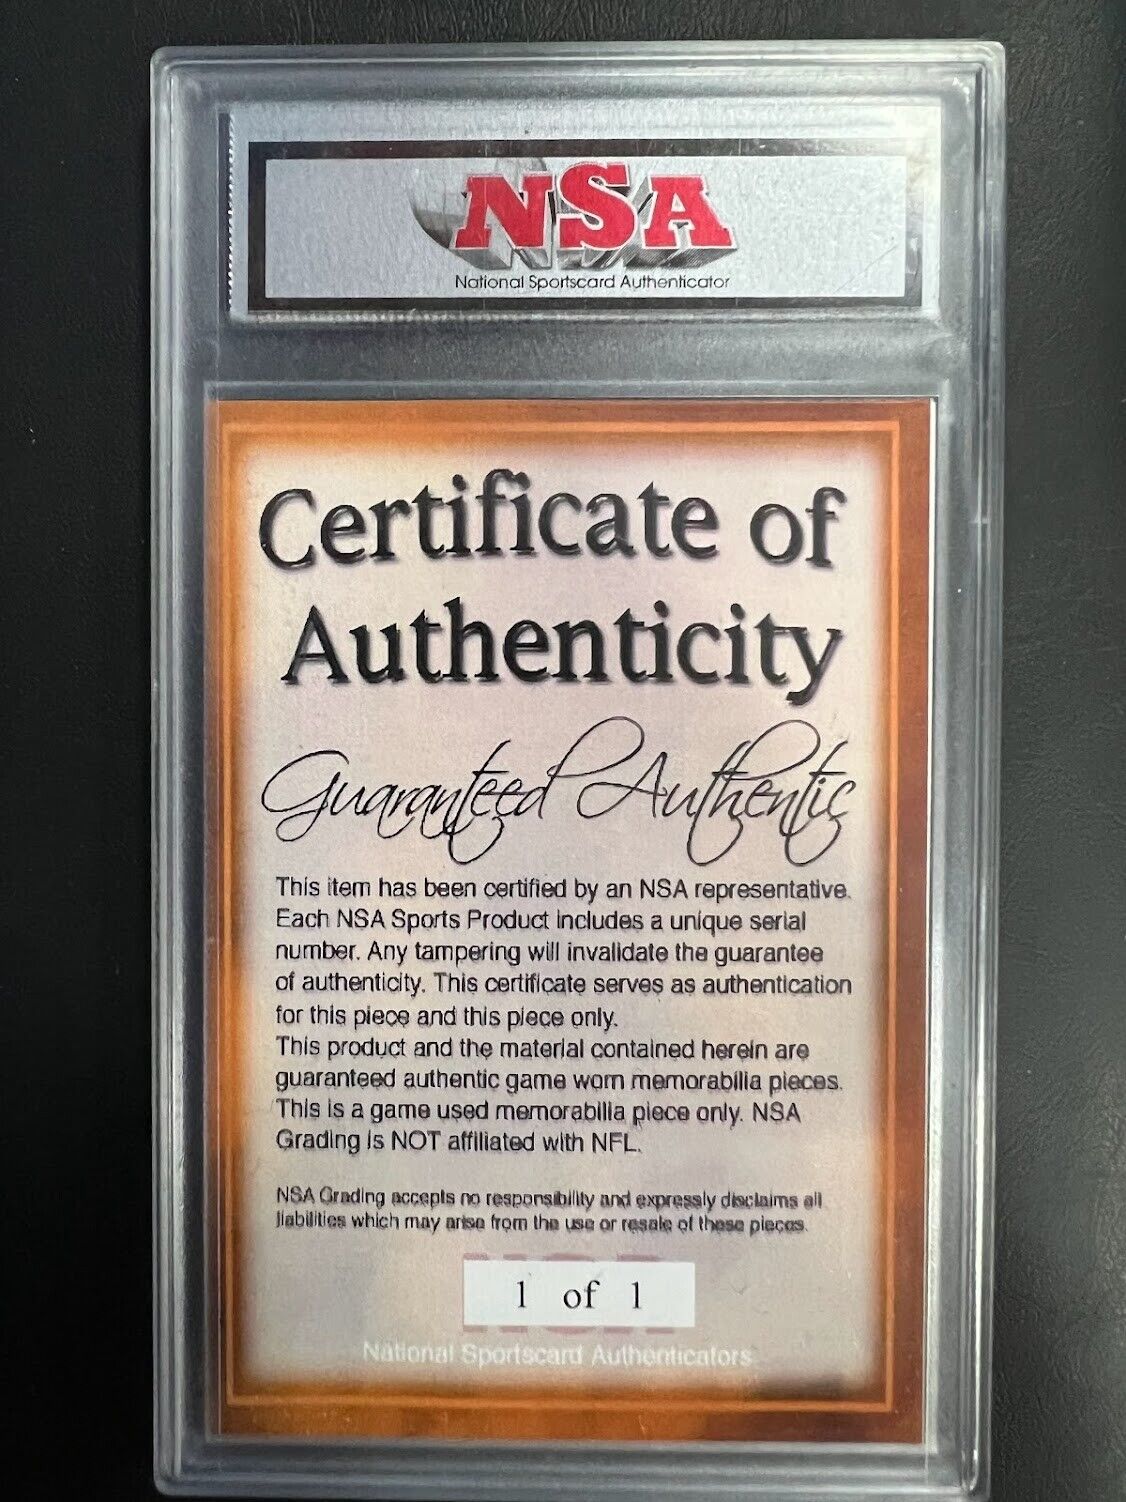 NSA
National Sportscard Authenticator
Certificate of
Authenticity
Guaranteed Authentic
This item has been certified by an NSA representative.
Each NSA Sports Product includes a unique serial
number. Any tampering will invalidate the guarantee
of authenticity. This certificate serves as authentication
for this piece and this piece only.
This product and the material contained herein are
guaranteed authentic game worn memorabilia pieces.
This is a game used memorabilia piece only. NSA
Grading is NOT affiliated with NFL.
NSA Grading accepts no responsibility and expressly disclaims all
liabilities which may arise from the use or resale of these pieces.
1 of 1
National Sportscard Authenticators